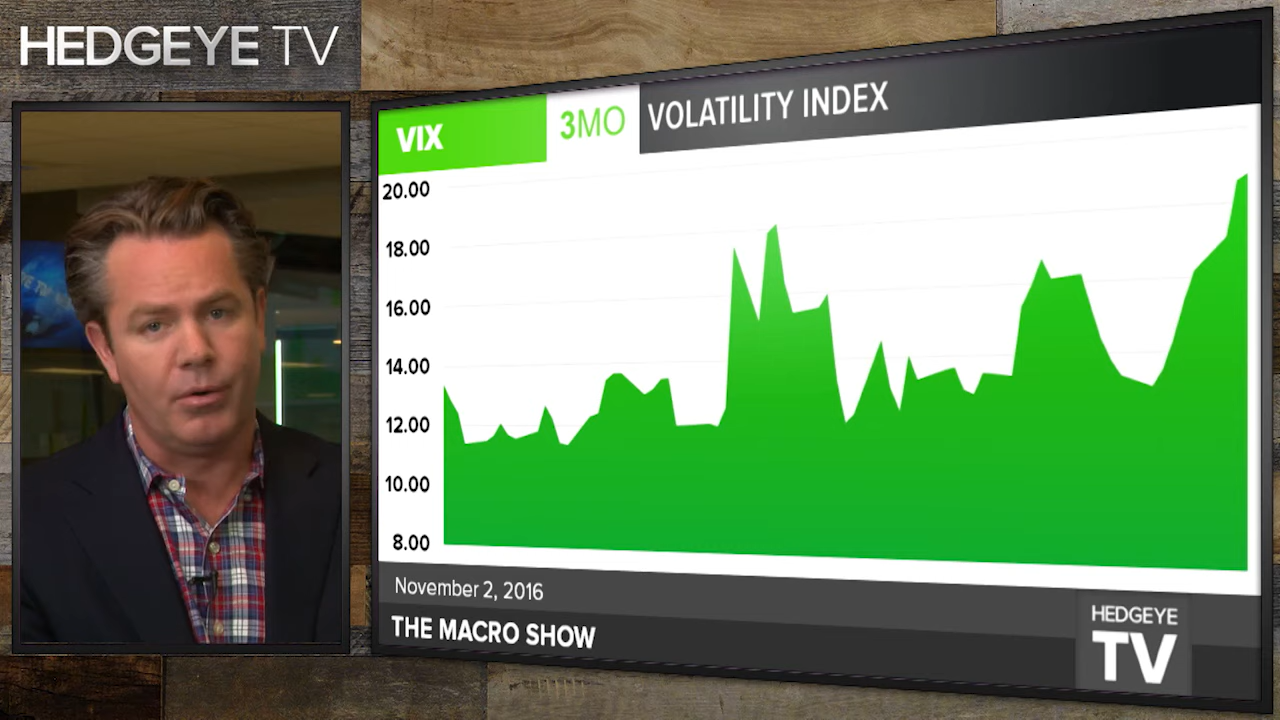 HEDGEYE TV
VIX
3MO
VOLATILITY INDEX
20.00
18.00
16.00
14.00
12.00
10.00
8.00
November 2, 2016
THE MACRO SHOW
HEDGEYE
TV